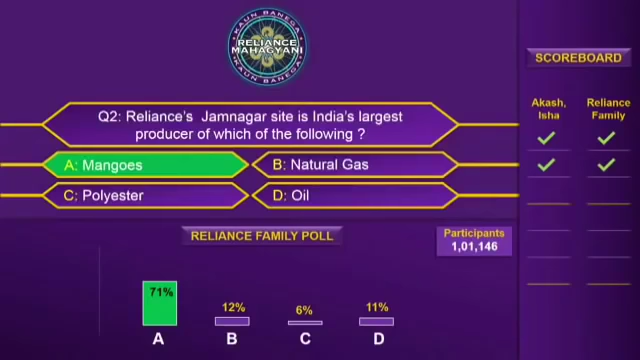 KAUN BANEGA
RELIANCE
MAHAGYANI
KAUN BANEGA
SCOREBOARD
Akash, Isha
Reliance Family
Q2: Reliance's Jamnagar site is India's largest
producer of which of the following ?
A: Mangoes
B: Natural Gas
C: Polyester
D: Oil
RELIANCE FAMILY POLL
Participants
1,01,146
71%
12%
6%
11%
A
B
C
D